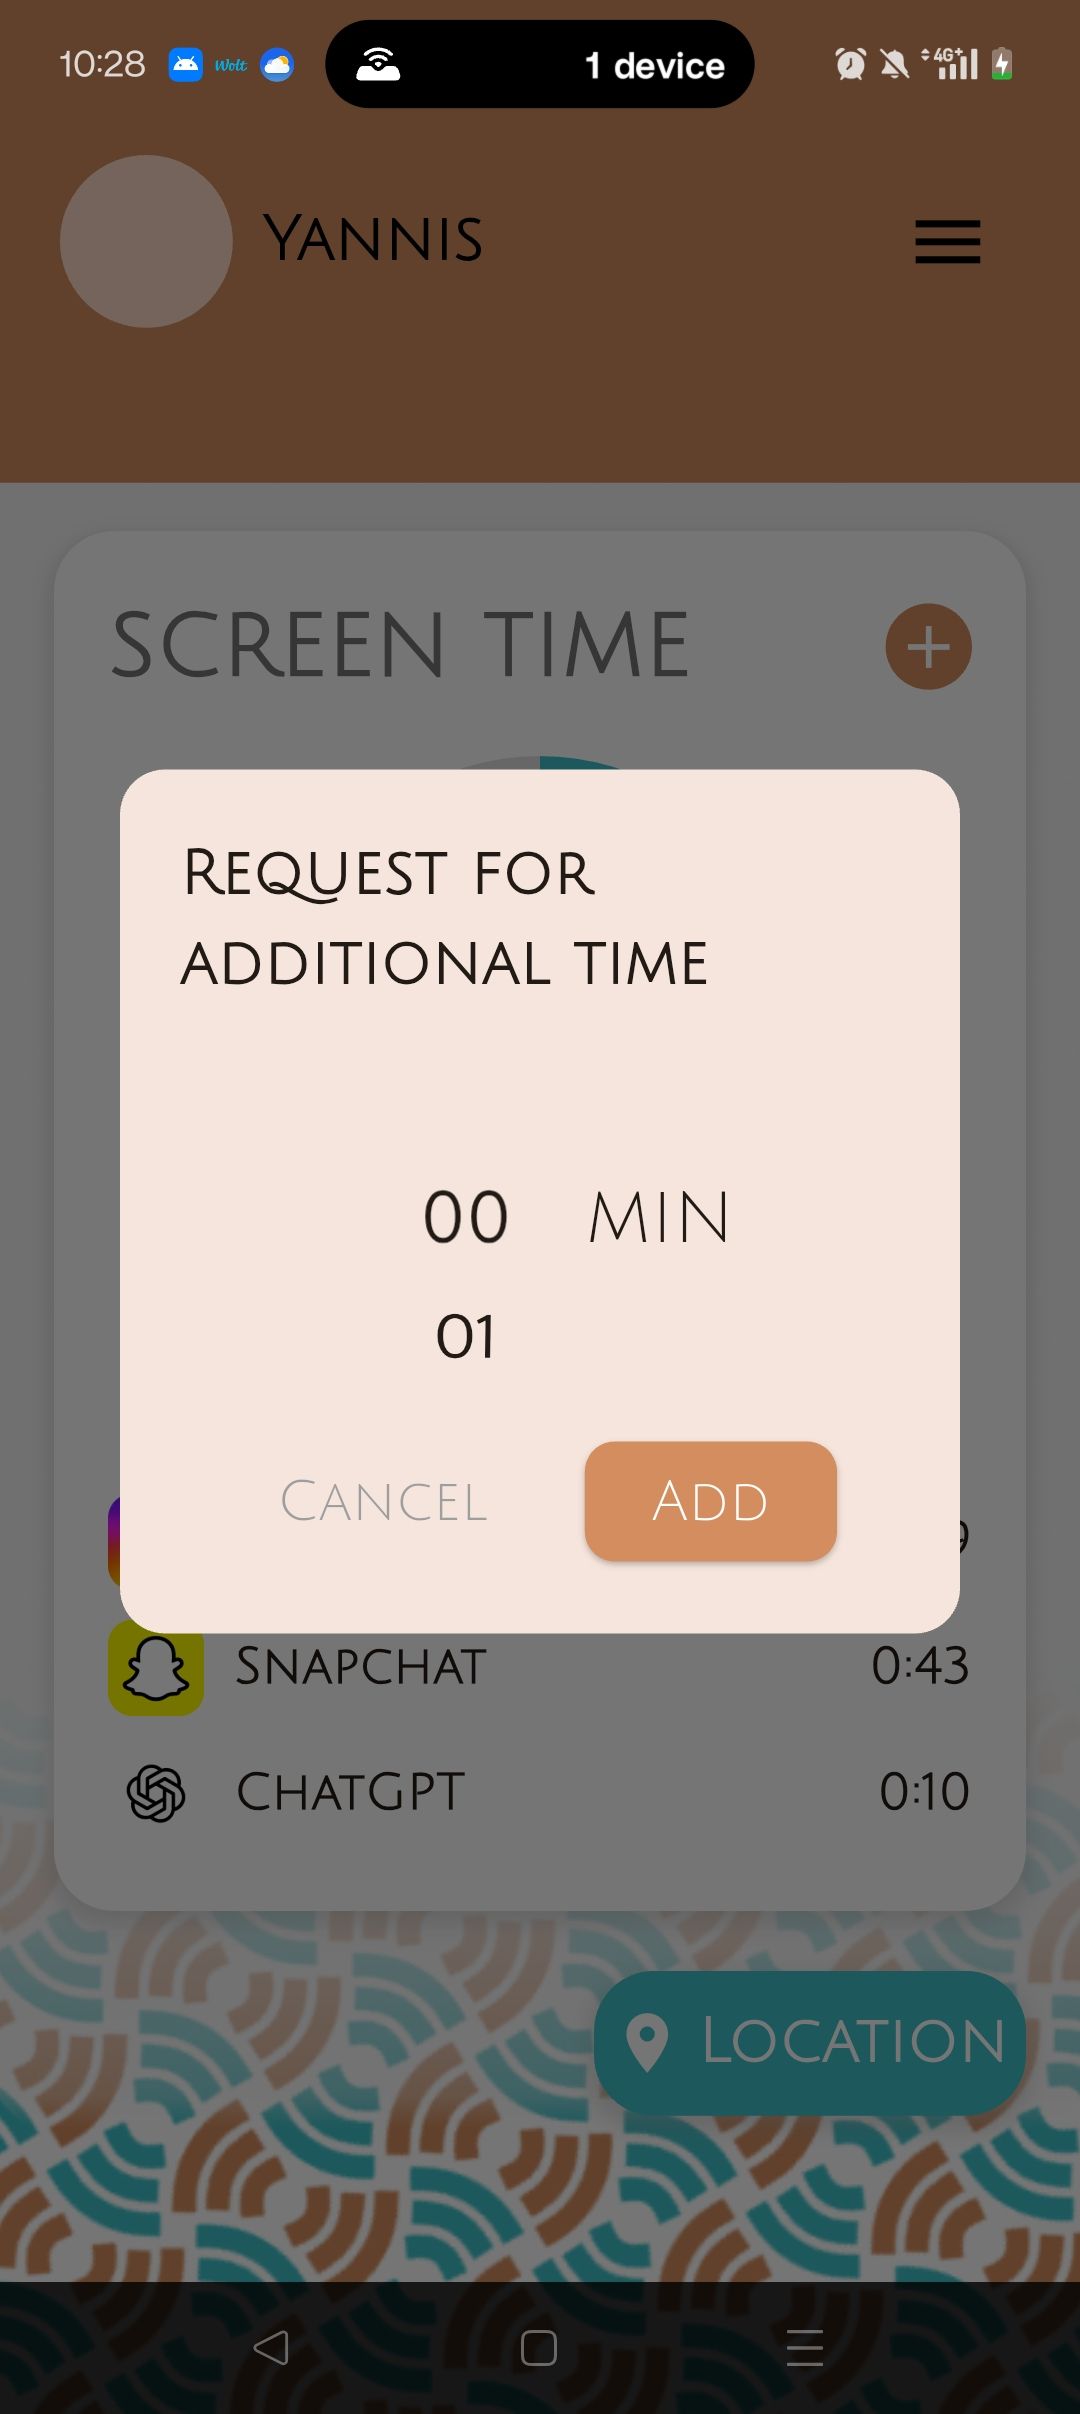 10:28 Wolt 1 device 4G+
Yannis
SCREEN TIME
Request for
additional time
00 MIN
01
Cancel Add
9
Snapchat 0:43
ChatGPT 0:10
Location